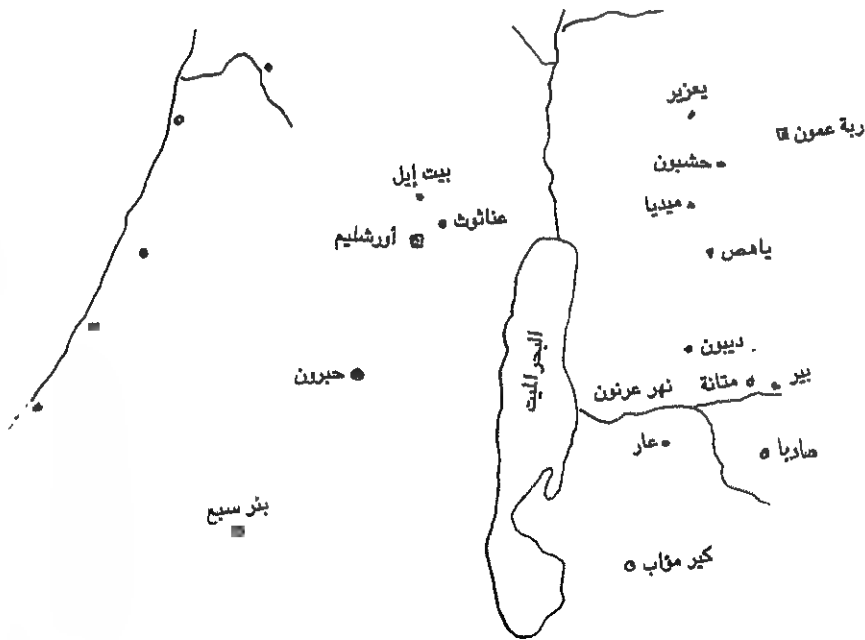 يعزير
ربة عمون
حشبون
بيت إيل
ميديا
عناثوث
أورشليم
ياهص
البحر الميت
ديبون
حبرون
بير
متانة
نهر عرنون
عار
صادبا
بئر سبع
كير مؤاب